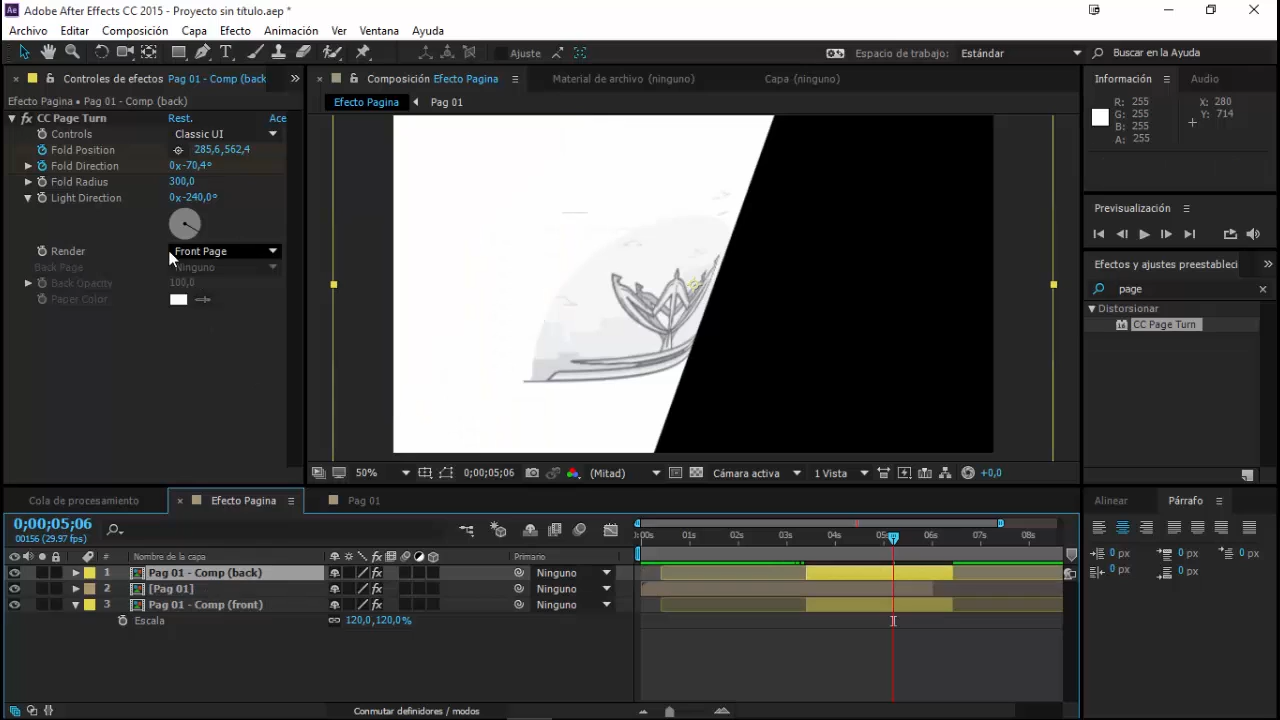 Adobe After Effects CC 2015 - Proyecto sin título.aep *
Archivo Editar Composición Capa Efecto Animación Ver Ventana Ayuda
Ajuste Espacio de trabajo: Estándar Buscar en la Ayuda
Controles de efectos Pag 01 - Comp (back Composición Efecto Pagina Material de archivo (ninguno) Capa (ninguno) Información Audio
Efecto Pagina • Pag 01 - Comp (back) Efecto Pagina Pag 01
R: 255 X: 280
G: 255 Y: 714
B: 255
A: 255
CC Page Turn Rest. Ace
Controls Classic UI
Fold Position 285,6,562,4
Fold Direction 0x-70,4°
Fold Radius 300,0
Light Direction 0x-240,0°
Render Front Page
Back Page Ninguno
Back Opacity 100,0
Paper Color
Previsualización
Efectos y ajustes preestableci
page
Distorsionar
CC Page Turn
50% 0;00;05;06 (Mitad) Cámara activa 1 Vista +0,0
Cola de procesamiento Efecto Pagina Pag 01 Alinear Párrafo
0;00;05;06
00156 (29.97 fps)
:00s 01s 02s 03s 04s 05s 06s 07s 08s
# Nombre de la capa Primario
1 Pag 01 - Comp (back) Ninguno
2 [Pag 01] Ninguno
3 Pag 01 - Comp (front) Ninguno
Escala 120,0,120,0%
0 px 0 px 0 px
0 px 0 px
Conmutar definidores / modos